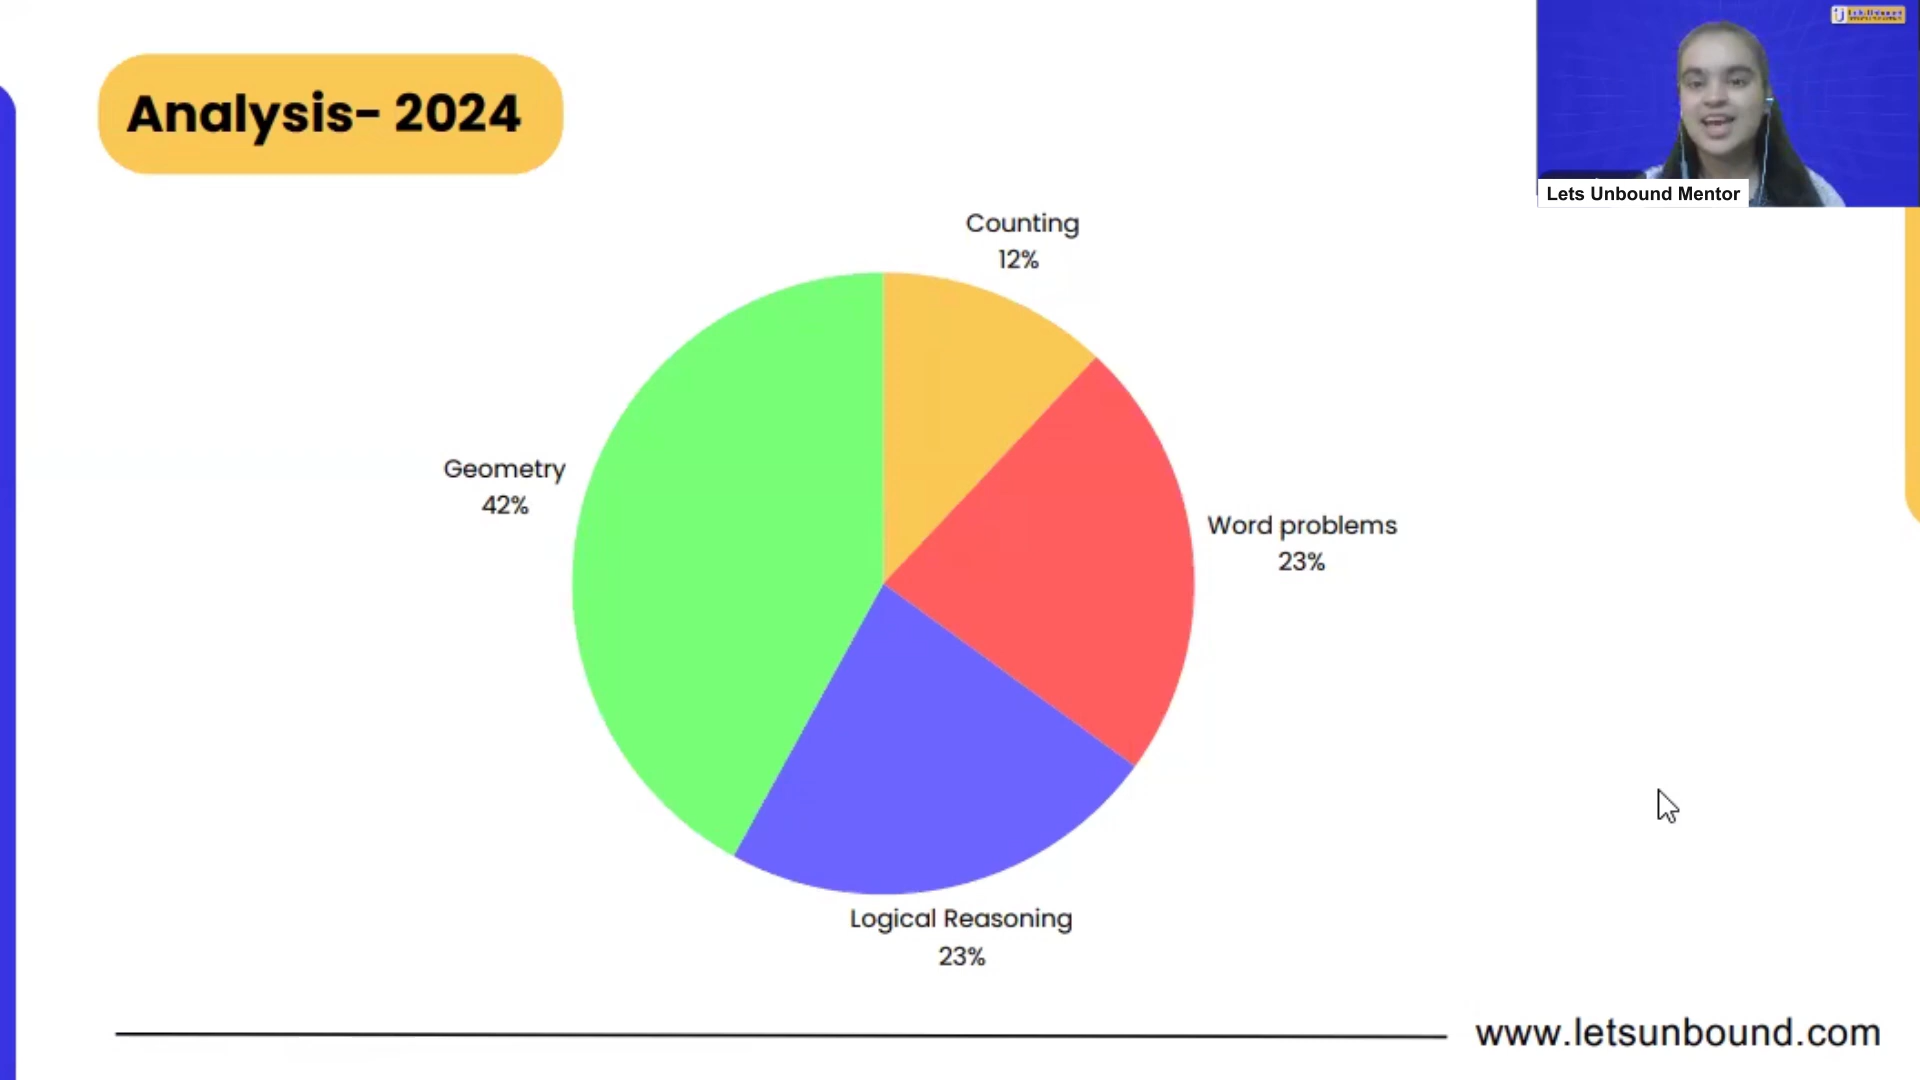 Analysis- 2024
Lets Unbound Mentor
Counting
12%
Geometry
42%
Word problems
23%
Logical Reasoning
23%
www.letsunbound.com